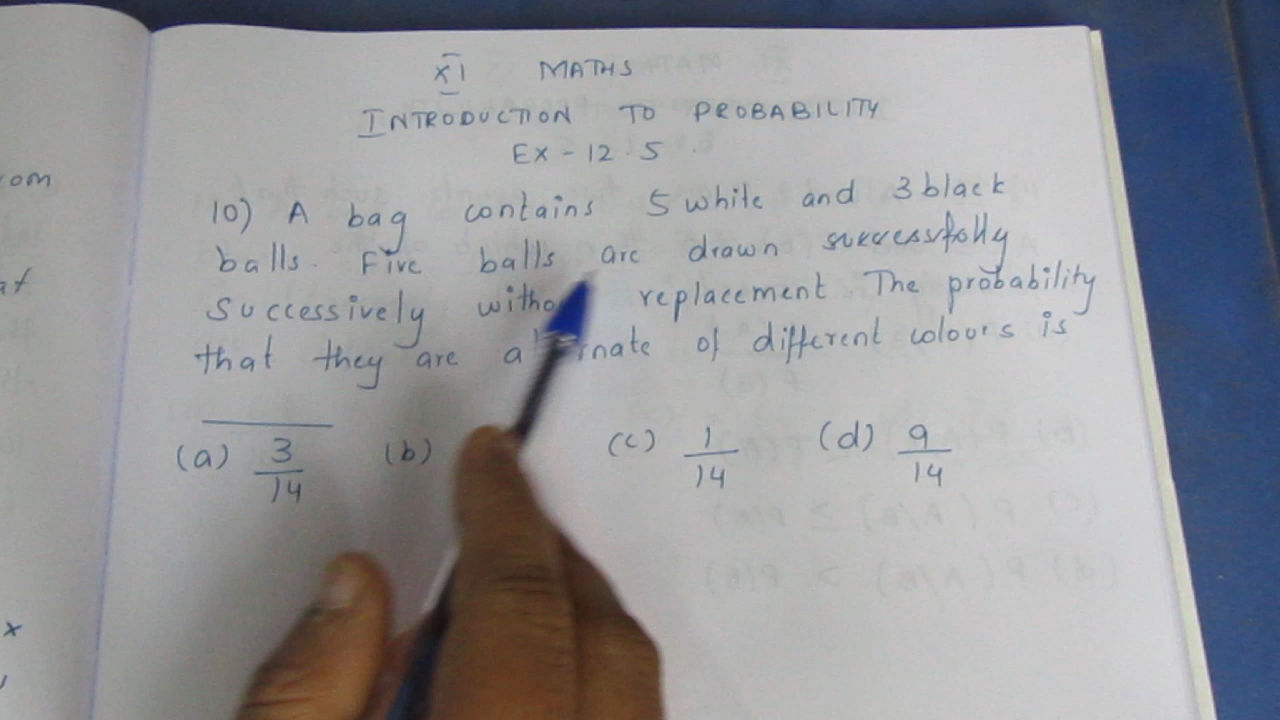 XI MATHS
INTRODUCTION TO PROBABILITY
EX - 12.5
10) A bag contains 5 white and 3 black
balls. Five balls are drawn successfully
successively replacement The probability
that they are of different colours is
(a) 3/14 (b) (c) 1/14 (d) 9/14
om
at
x